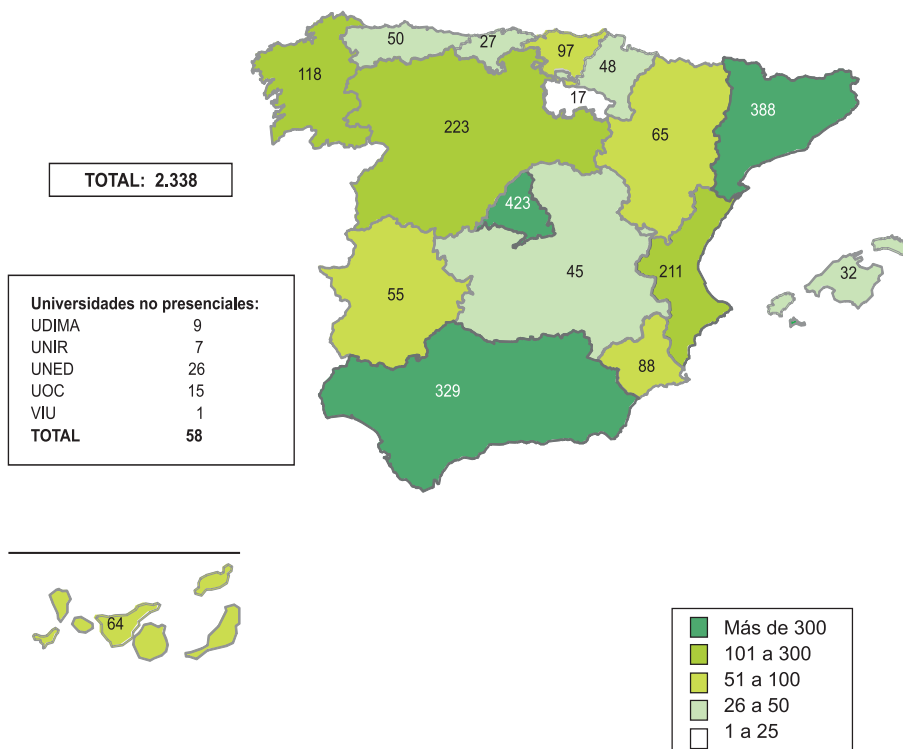 50
27
97
48
118
17
388
223
65
TOTAL: 2.338
423
211
32
45
55
88
329
Universidades no presenciales:
UDIMA 9
UNIR 7
UNED 26
UOC 15
VIU 1
TOTAL 58
64
Más de 300
101 a 300
51 a 100
26 a 50
1 a 25